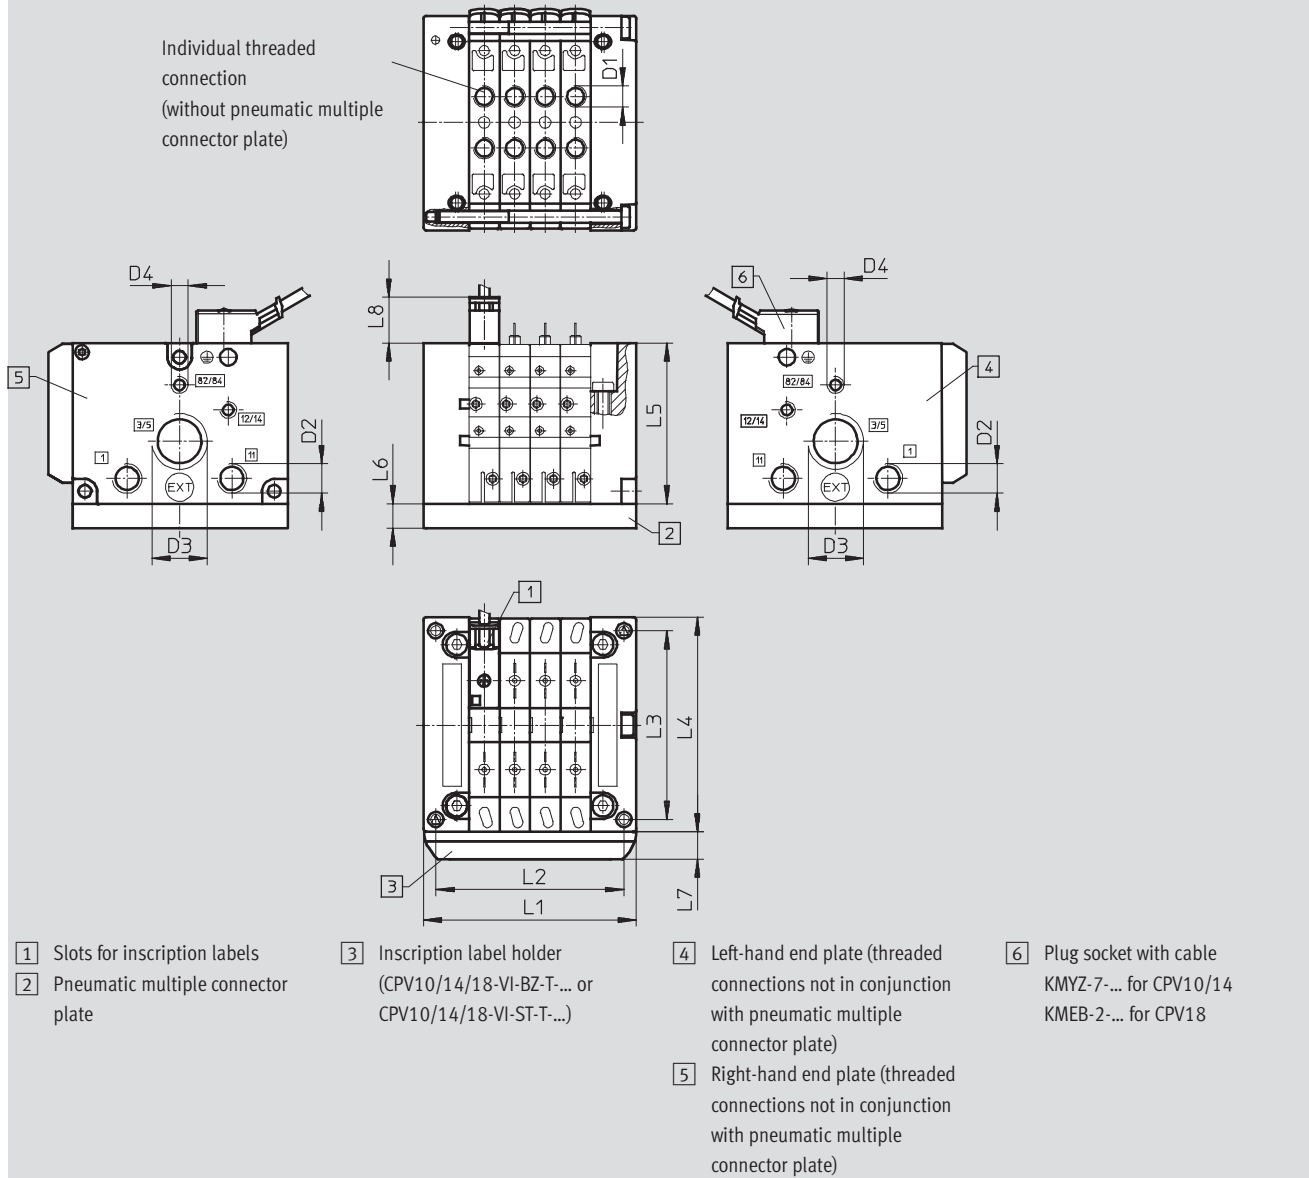 Individual threaded
connection
(without pneumatic multiple
connector plate)
D1
D4
L8
6
D4
5
82/84
12/14
3/5
1
11
EXT
D2
D3
L6
L5
2
82/84
12/14
3/5
11
1
EXT
D2
D3
4
1
L3
L4
3
L2
L1
L7
1 Slots for inscription labels
2 Pneumatic multiple connector
plate
3 Inscription label holder
(CPV10/14/18-VI-BZ-T-... or
CPV10/14/18-VI-ST-T-...)
4 Left-hand end plate (threaded
connections not in conjunction
with pneumatic multiple
connector plate)
5 Right-hand end plate (threaded
connections not in conjunction
with pneumatic multiple
connector plate)
6 Plug socket with cable
KMYZ-7-... for CPV10/14
KMEB-2-... for CPV18